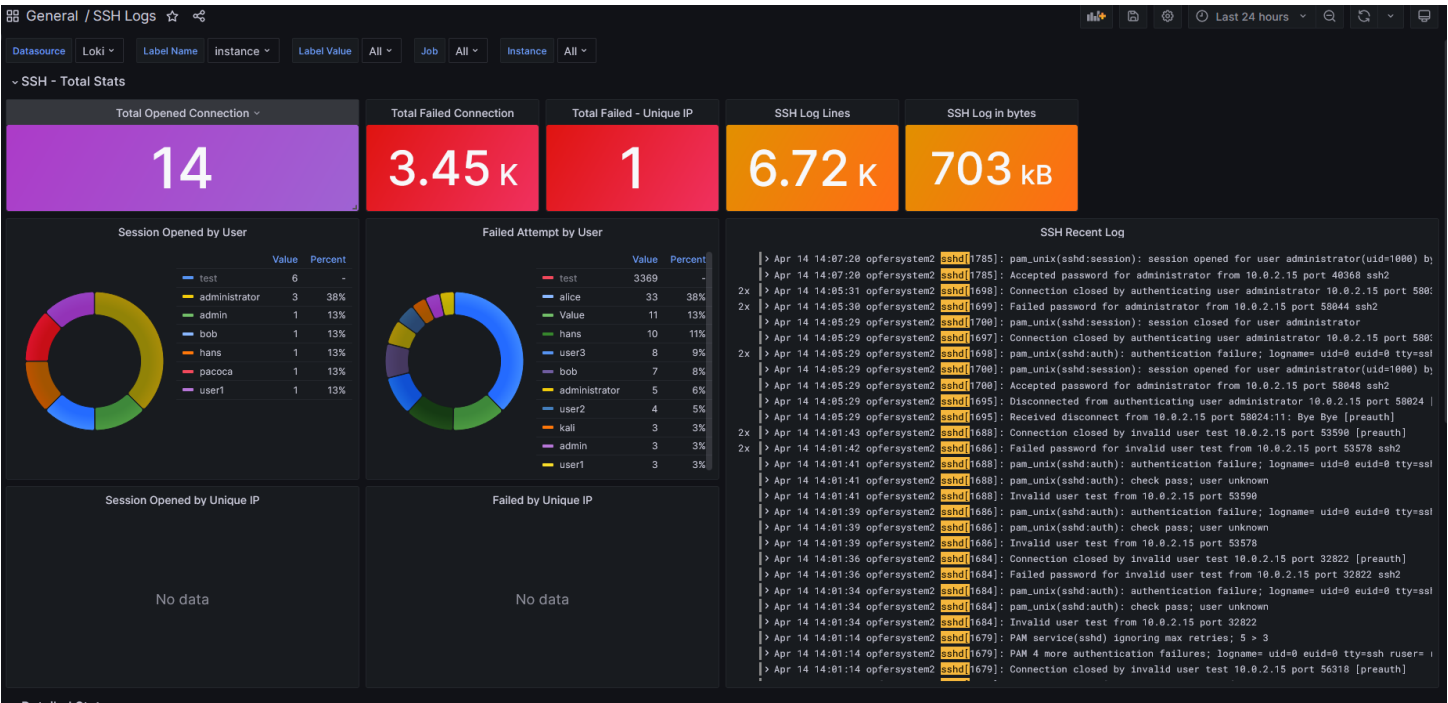 General / SSH Logs
Last 24 hours
Datasource Loki Label Name instance Label Value All Job All Instance All
SSH - Total Stats
Total Opened Connection
14
Total Failed Connection
3.45 K
Total Failed - Unique IP
1
SSH Log Lines
6.72 K
SSH Log in bytes
703 kB
Session Opened by User
Value Percent
test 6 -
administrator 3 38%
admin 1 13%
bob 1 13%
hans 1 13%
pacoca 1 13%
user1 1 13%
Failed Attempt by User
Value Percent
test 3369 -
alice 33 38%
Value 11 13%
hans 10 11%
user3 8 9%
bob 7 8%
administrator 5 6%
user2 4 5%
kali 3 3%
admin 3 3%
user1 3 3%
SSH Recent Log
> Apr 14 14:07:20 opfersystem2 sshd[1785]: pam_unix(sshd:session): session opened for user administrator(uid=1000) by
> Apr 14 14:07:20 opfersystem2 sshd[1785]: Accepted password for administrator from 10.0.2.15 port 40368 ssh2
2x > Apr 14 14:05:31 opfersystem2 sshd[1698]: Connection closed by authenticating user administrator 10.0.2.15 port 580
2x > Apr 14 14:05:30 opfersystem2 sshd[1699]: Failed password for administrator from 10.0.2.15 port 58044 ssh2
> Apr 14 14:05:29 opfersystem2 sshd[1700]: pam_unix(sshd:session): session closed for user administrator
> Apr 14 14:05:29 opfersystem2 sshd[1697]: Connection closed by authenticating user administrator 10.0.2.15 port 580
2x > Apr 14 14:05:29 opfersystem2 sshd[1698]: pam_unix(sshd:auth): authentication failure; logname= uid=0 euid=0 tty=ssh
> Apr 14 14:05:29 opfersystem2 sshd[1700]: pam_unix(sshd:session): session opened for user administrator(uid=1000) by
> Apr 14 14:05:29 opfersystem2 sshd[1700]: Accepted password for administrator from 10.0.2.15 port 58048 ssh2
> Apr 14 14:05:29 opfersystem2 sshd[1695]: Disconnected from authenticating user administrator 10.0.2.15 port 58024 [
> Apr 14 14:05:29 opfersystem2 sshd[1695]: Received disconnect from 10.0.2.15 port 58024:11: Bye Bye [preauth]
2x > Apr 14 14:01:43 opfersystem2 sshd[1688]: Connection closed by invalid user test 10.0.2.15 port 53590 [preauth]
2x > Apr 14 14:01:42 opfersystem2 sshd[1686]: Failed password for invalid user test from 10.0.2.15 port 53578 ssh2
> Apr 14 14:01:41 opfersystem2 sshd[1688]: pam_unix(sshd:auth): authentication failure; logname= uid=0 euid=0 tty=ssh
> Apr 14 14:01:41 opfersystem2 sshd[1688]: pam_unix(sshd:auth): check pass; user unknown
> Apr 14 14:01:41 opfersystem2 sshd[1688]: Invalid user test from 10.0.2.15 port 53590
> Apr 14 14:01:39 opfersystem2 sshd[1686]: pam_unix(sshd:auth): authentication failure; logname= uid=0 euid=0 tty=ssh
> Apr 14 14:01:39 opfersystem2 sshd[1686]: pam_unix(sshd:auth): check pass; user unknown
> Apr 14 14:01:39 opfersystem2 sshd[1686]: Invalid user test from 10.0.2.15 port 53578
> Apr 14 14:01:36 opfersystem2 sshd[1684]: Connection closed by invalid user test 10.0.2.15 port 32822 [preauth]
> Apr 14 14:01:36 opfersystem2 sshd[1684]: Failed password for invalid user test from 10.0.2.15 port 32822 ssh2
> Apr 14 14:01:34 opfersystem2 sshd[1684]: pam_unix(sshd:auth): authentication failure; logname= uid=0 euid=0 tty=ssh
> Apr 14 14:01:34 opfersystem2 sshd[1684]: pam_unix(sshd:auth): check pass; user unknown
> Apr 14 14:01:34 opfersystem2 sshd[1684]: Invalid user test from 10.0.2.15 port 32822
> Apr 14 14:01:14 opfersystem2 sshd[1679]: PAM service(sshd) ignoring max retries; 5 > 3
> Apr 14 14:01:14 opfersystem2 sshd[1679]: PAM 4 more authentication failures; logname= uid=0 euid=0 tty=ssh ruser=
> Apr 14 14:01:14 opfersystem2 sshd[1679]: Connection closed by invalid user test 10.0.2.15 port 56318 [preauth]
Session Opened by Unique IP
No data
Failed by Unique IP
No data